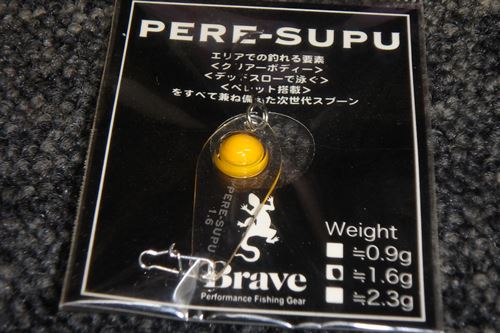 PERE-SUPU
エリアでの釣れる要素
<クリアーボディー>
<デッドスローで泳ぐ>
<ペレット搭載>
をすべて兼ね備えた次世代スプーン
PERE-SUPU
1.6
Weight
≒0.9g
≒1.6g
≒2.3g
Brave
Performance Fishing Gear